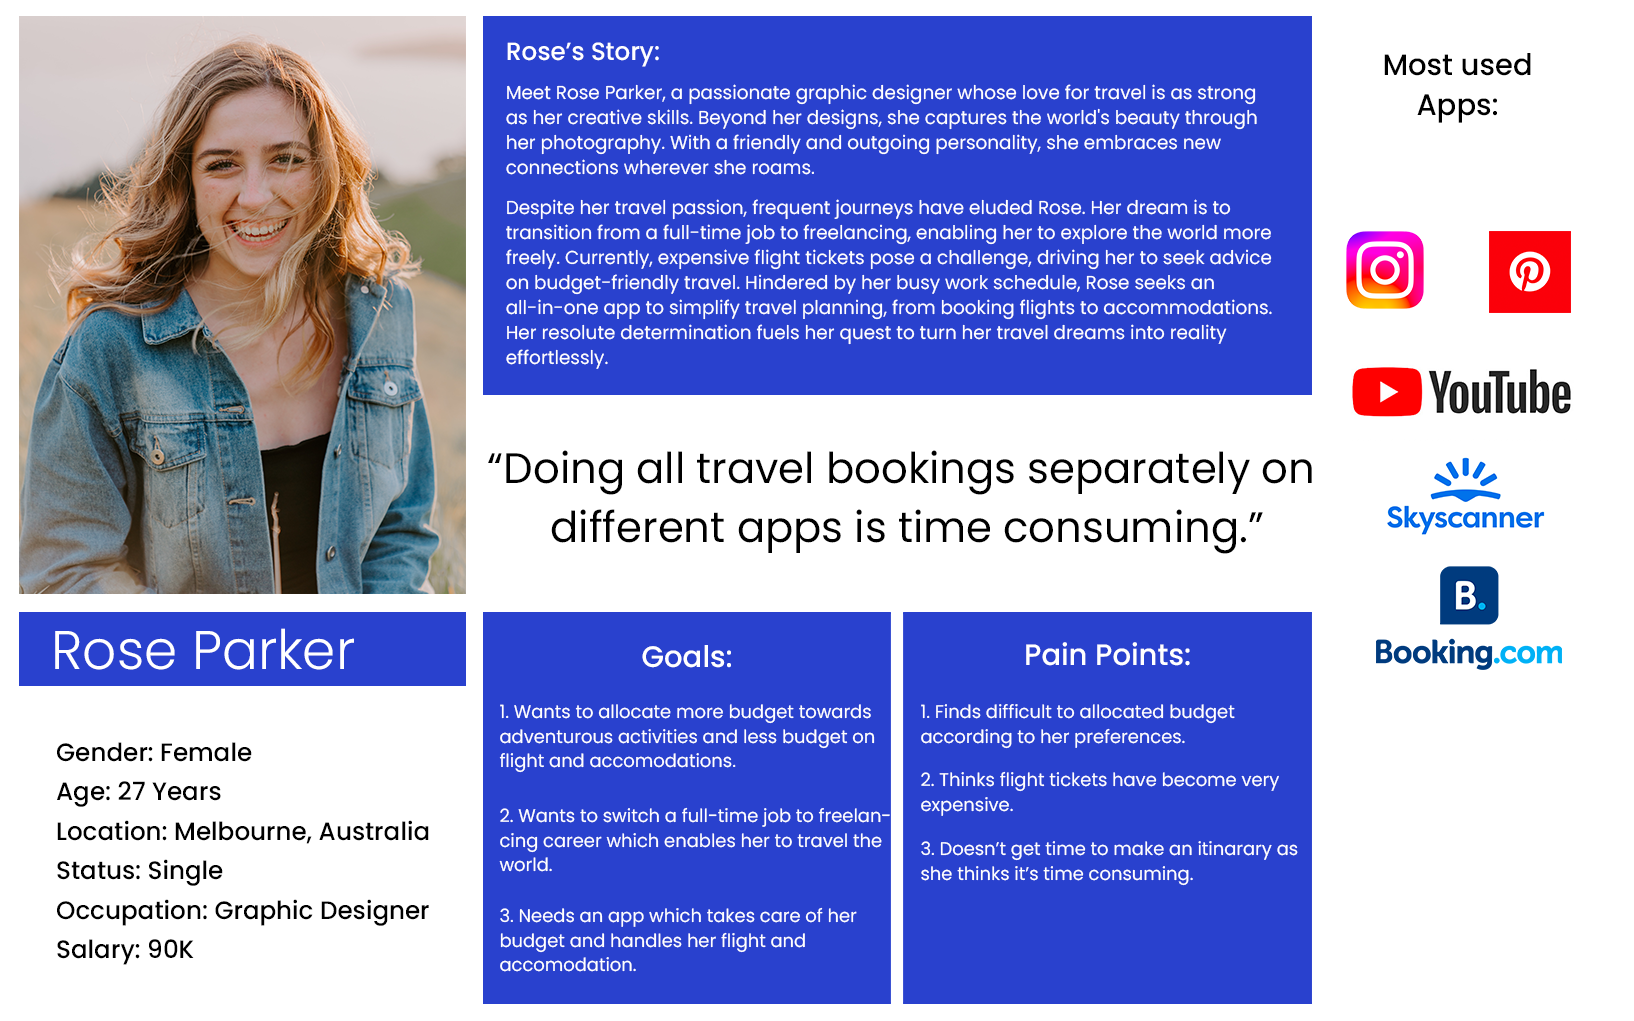 Rose’s Story:
Meet Rose Parker, a passionate graphic designer whose love for travel is as strong
as her creative skills. Beyond her designs, she captures the world's beauty through
her photography. With a friendly and outgoing personality, she embraces new
connections wherever she roams.
Despite her travel passion, frequent journeys have eluded Rose. Her dream is to
transition from a full-time job to freelancing, enabling her to explore the world more
freely. Currently, expensive flight tickets pose a challenge, driving her to seek advice
on budget-friendly travel. Hindered by her busy work schedule, Rose seeks an
all-in-one app to simplify travel planning, from booking flights to accommodations.
Her resolute determination fuels her quest to turn her travel dreams into reality
effortlessly.
“Doing all travel bookings separately on
different apps is time consuming.”
Rose Parker
Gender: Female
Age: 27 Years
Location: Melbourne, Australia
Status: Single
Occupation: Graphic Designer
Salary: 90K
Goals:
1. Wants to allocate more budget towards
adventurous activities and less budget on
flight and accomodations.
2. Wants to switch a full-time job to freelan-
cing career which enables her to travel the
world.
3. Needs an app which takes care of her
budget and handles her flight and
accomodation.
Pain Points:
1. Finds difficult to allocated budget
according to her preferences.
2. Thinks flight tickets have become very
expensive.
3. Doesn’t get time to make an itinarary as
she thinks it’s time consuming.
Most used
Apps:
YouTube
Skyscanner
B.
Booking.com